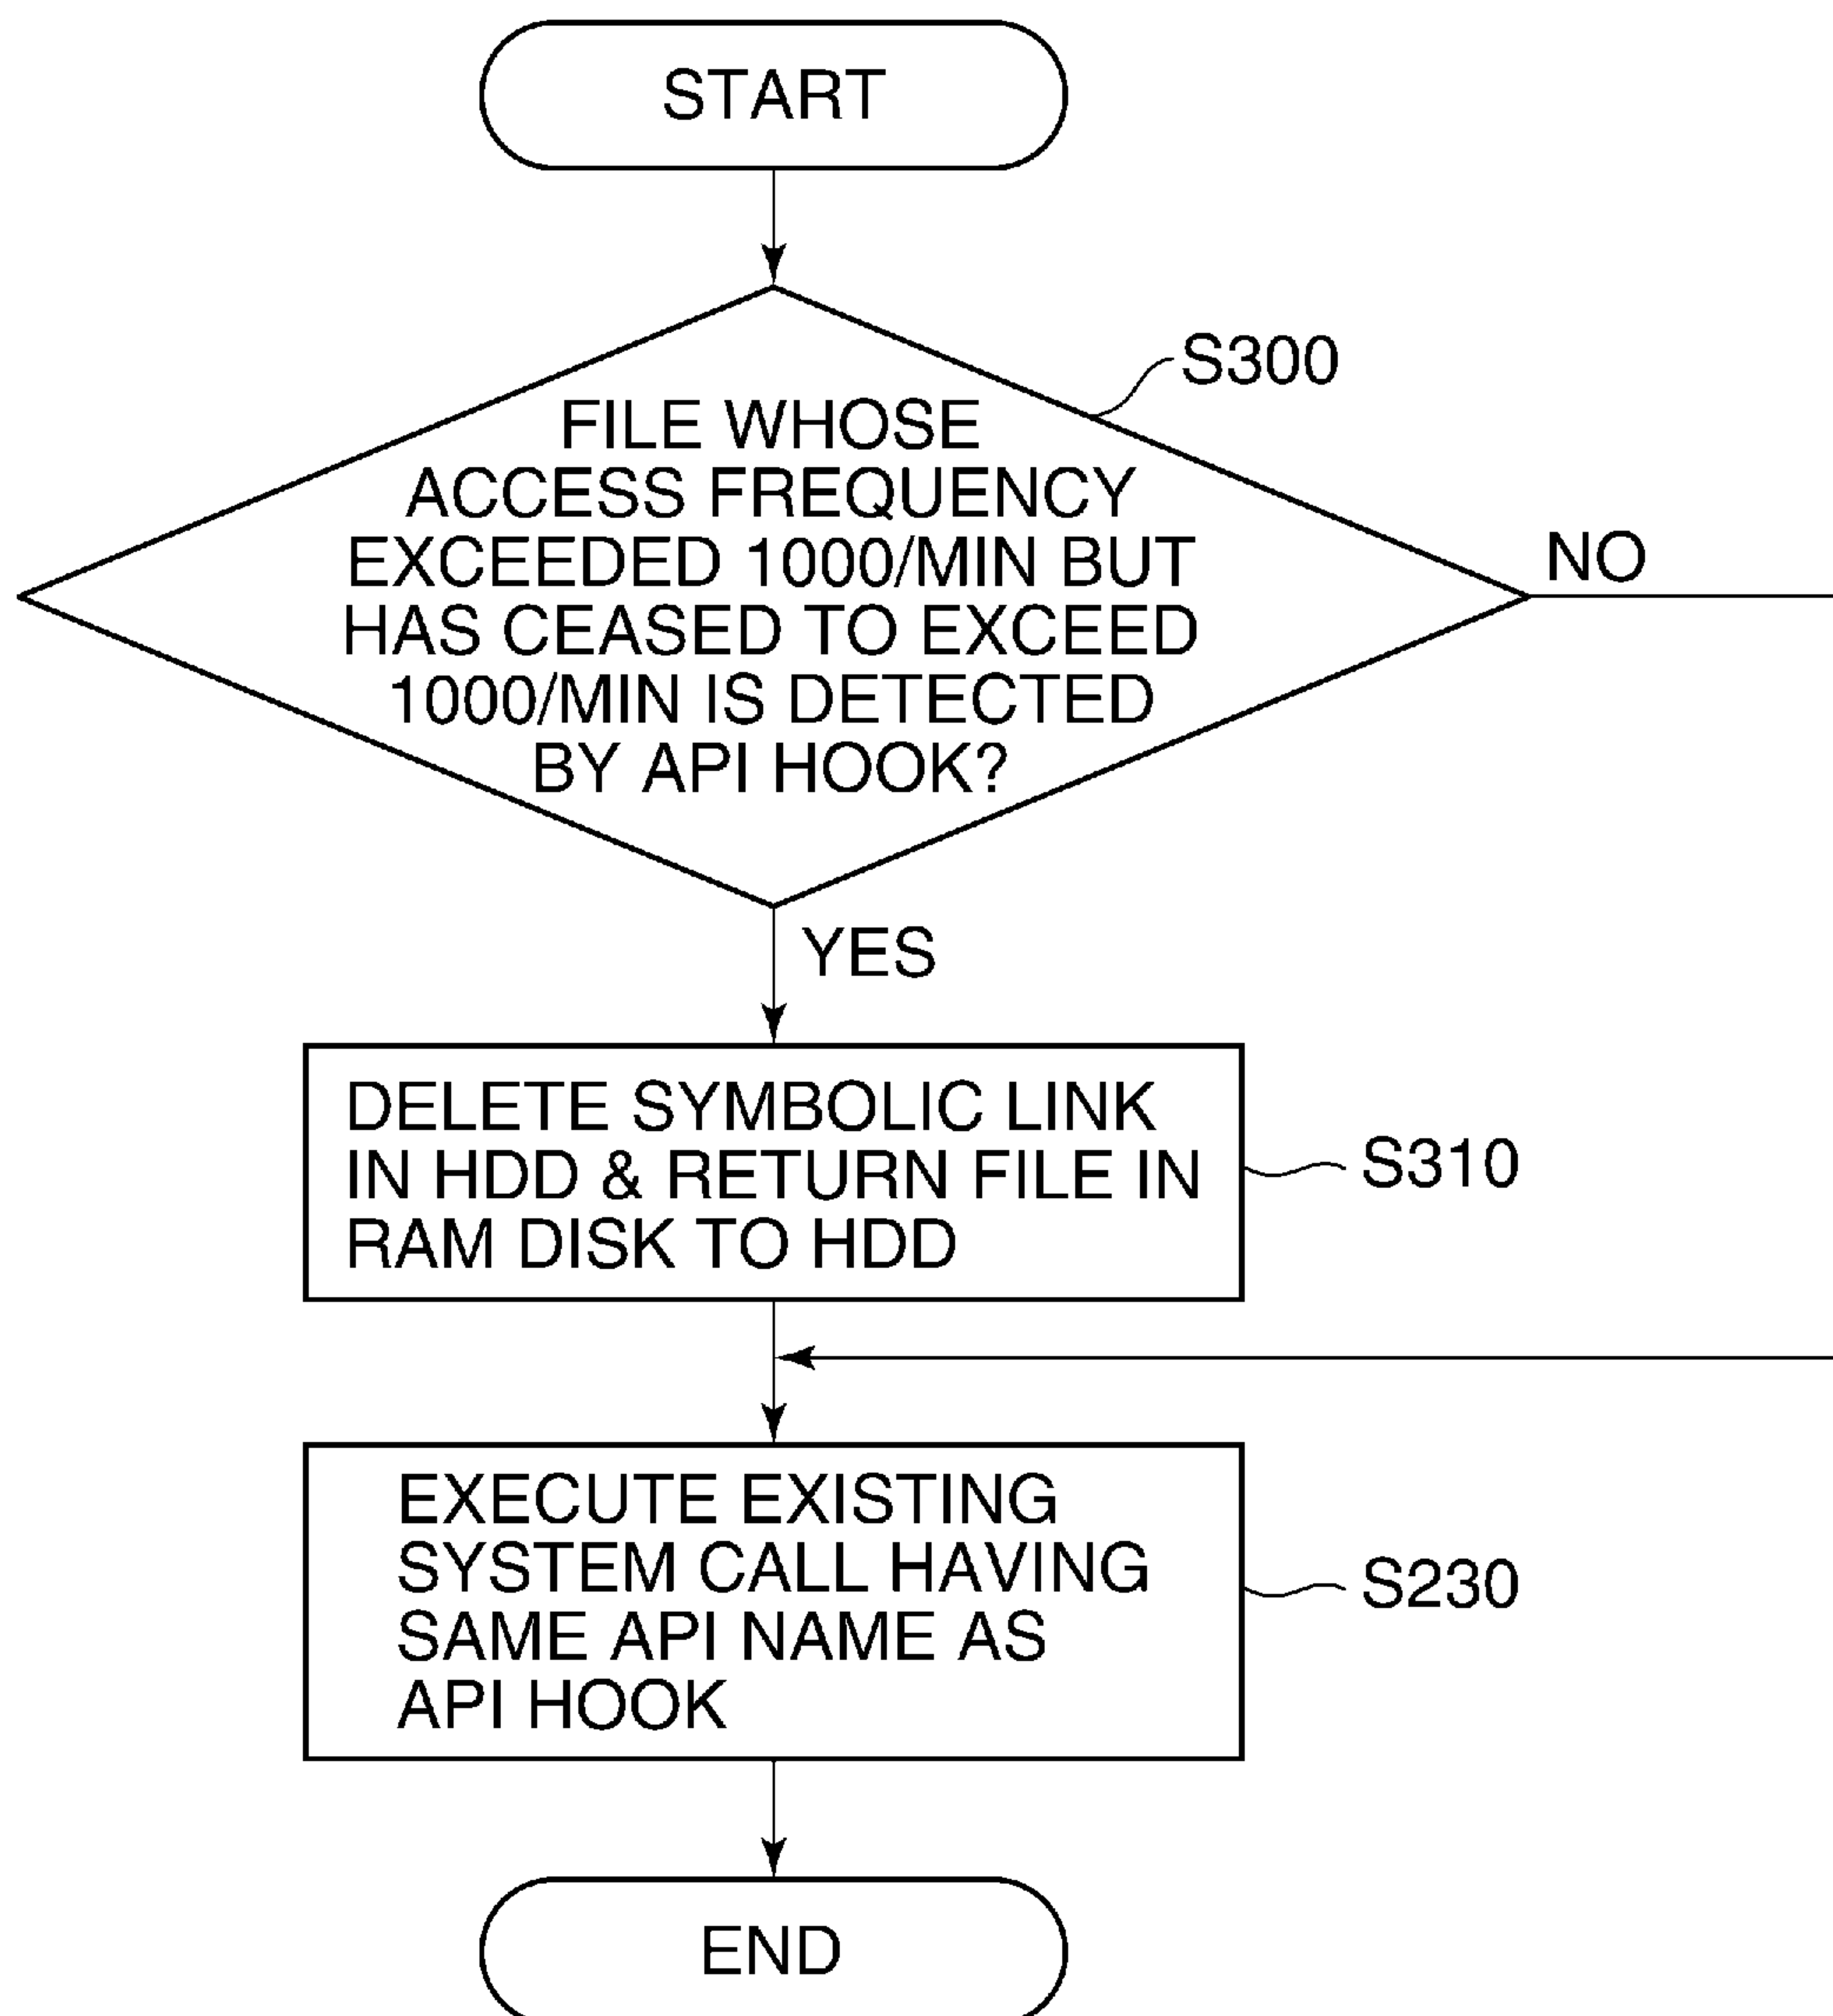 START
S300
FILE WHOSE
ACCESS FREQUENCY
EXCEEDED 1000/MIN BUT
HAS CEASED TO EXCEED
1000/MIN IS DETECTED
BY API HOOK?
NO
YES
DELETE SYMBOLIC LINK
IN HDD & RETURN FILE IN
RAM DISK TO HDD
S310
EXECUTE EXISTING
SYSTEM CALL HAVING
SAME API NAME AS
API HOOK
S230
END